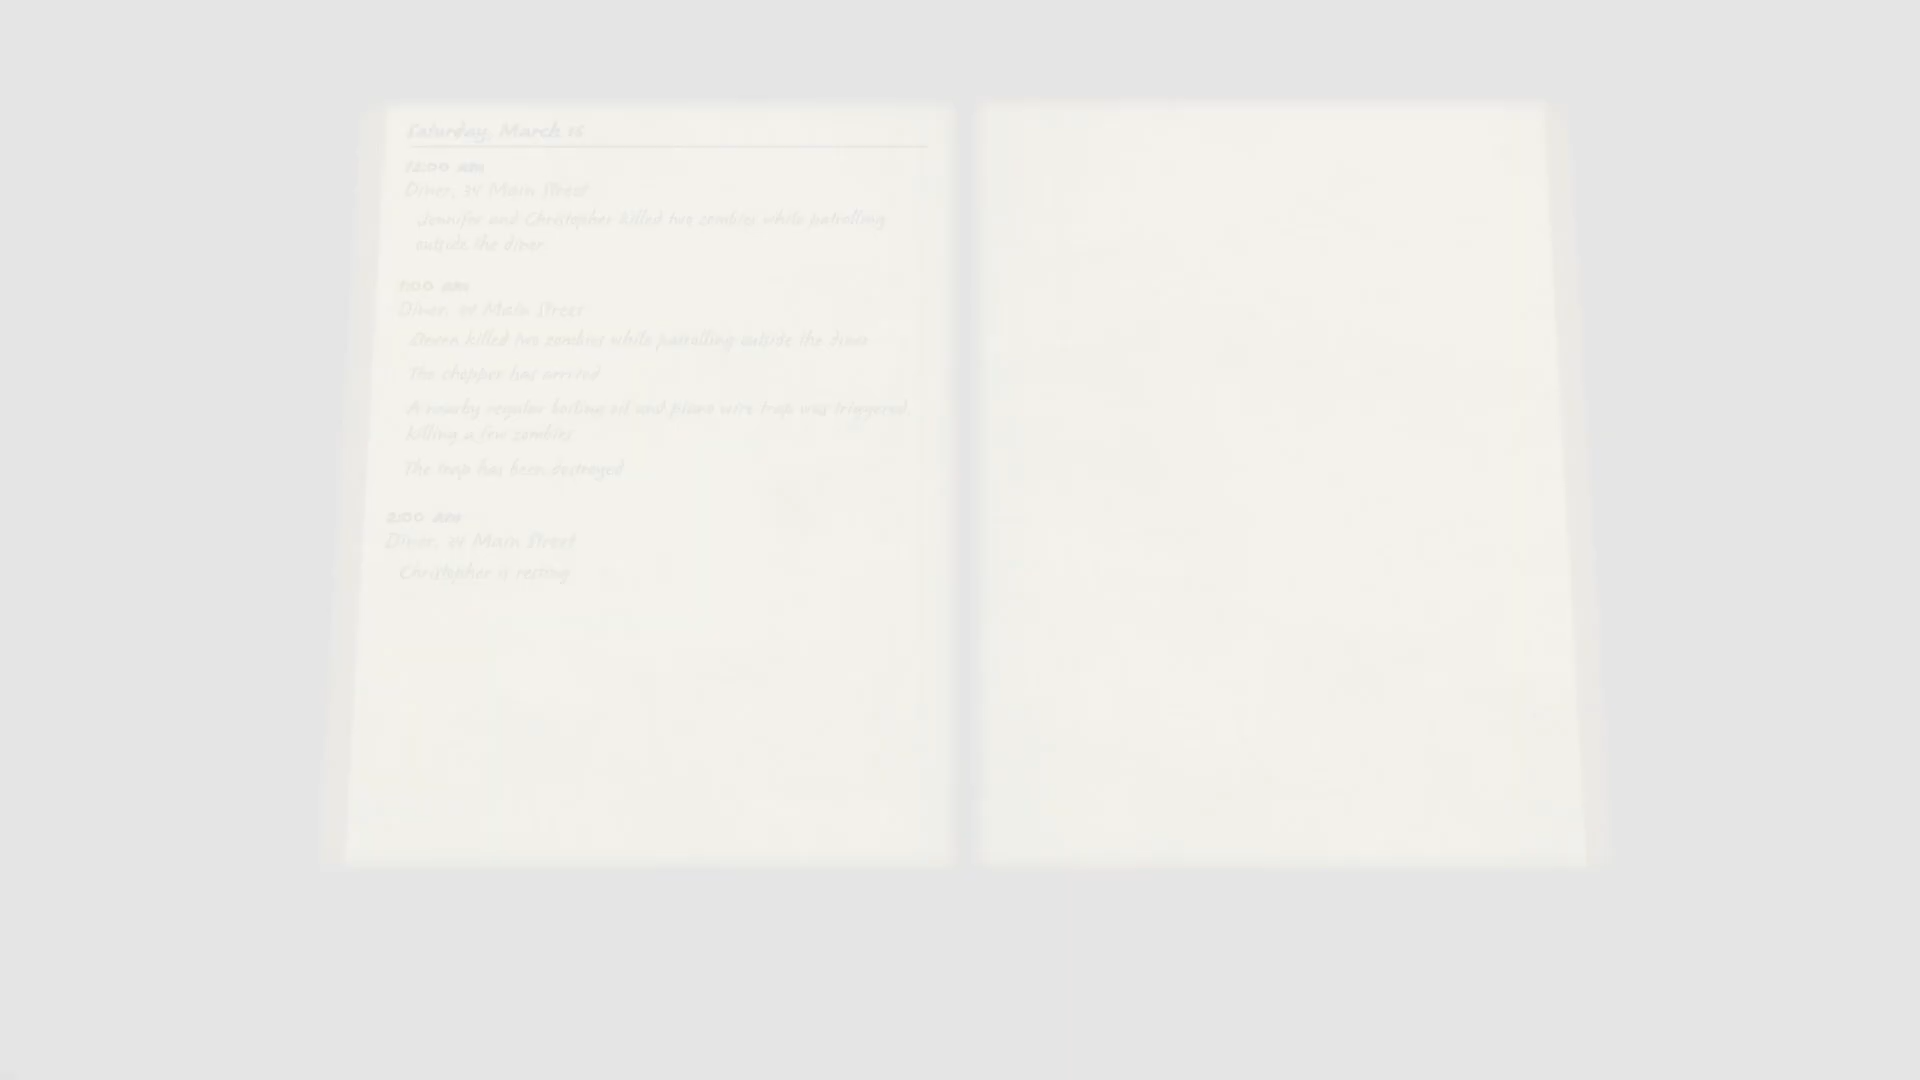 Saturday, March 15
12:00 am
Diner, 34 Main Street
Jennifer and Christopher killed two zombies while patrolling
outside the diner
1:00 am
Diner, 34 Main Street
Steven killed two zombies while patrolling outside the diner
The chopper has arrived
A nearby regular boiling oil and piano wire trap was triggered,
killing a few zombies
The trap has been destroyed
2:00 am
Diner, 34 Main Street
Christopher is resting